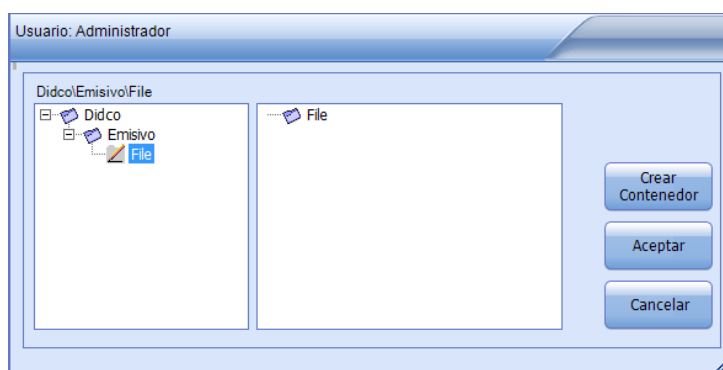 Usuario: Administrador
Didco\Emisivo\File
Didco
Emisivo
File
File
Crear
Contenedor
Aceptar
Cancelar